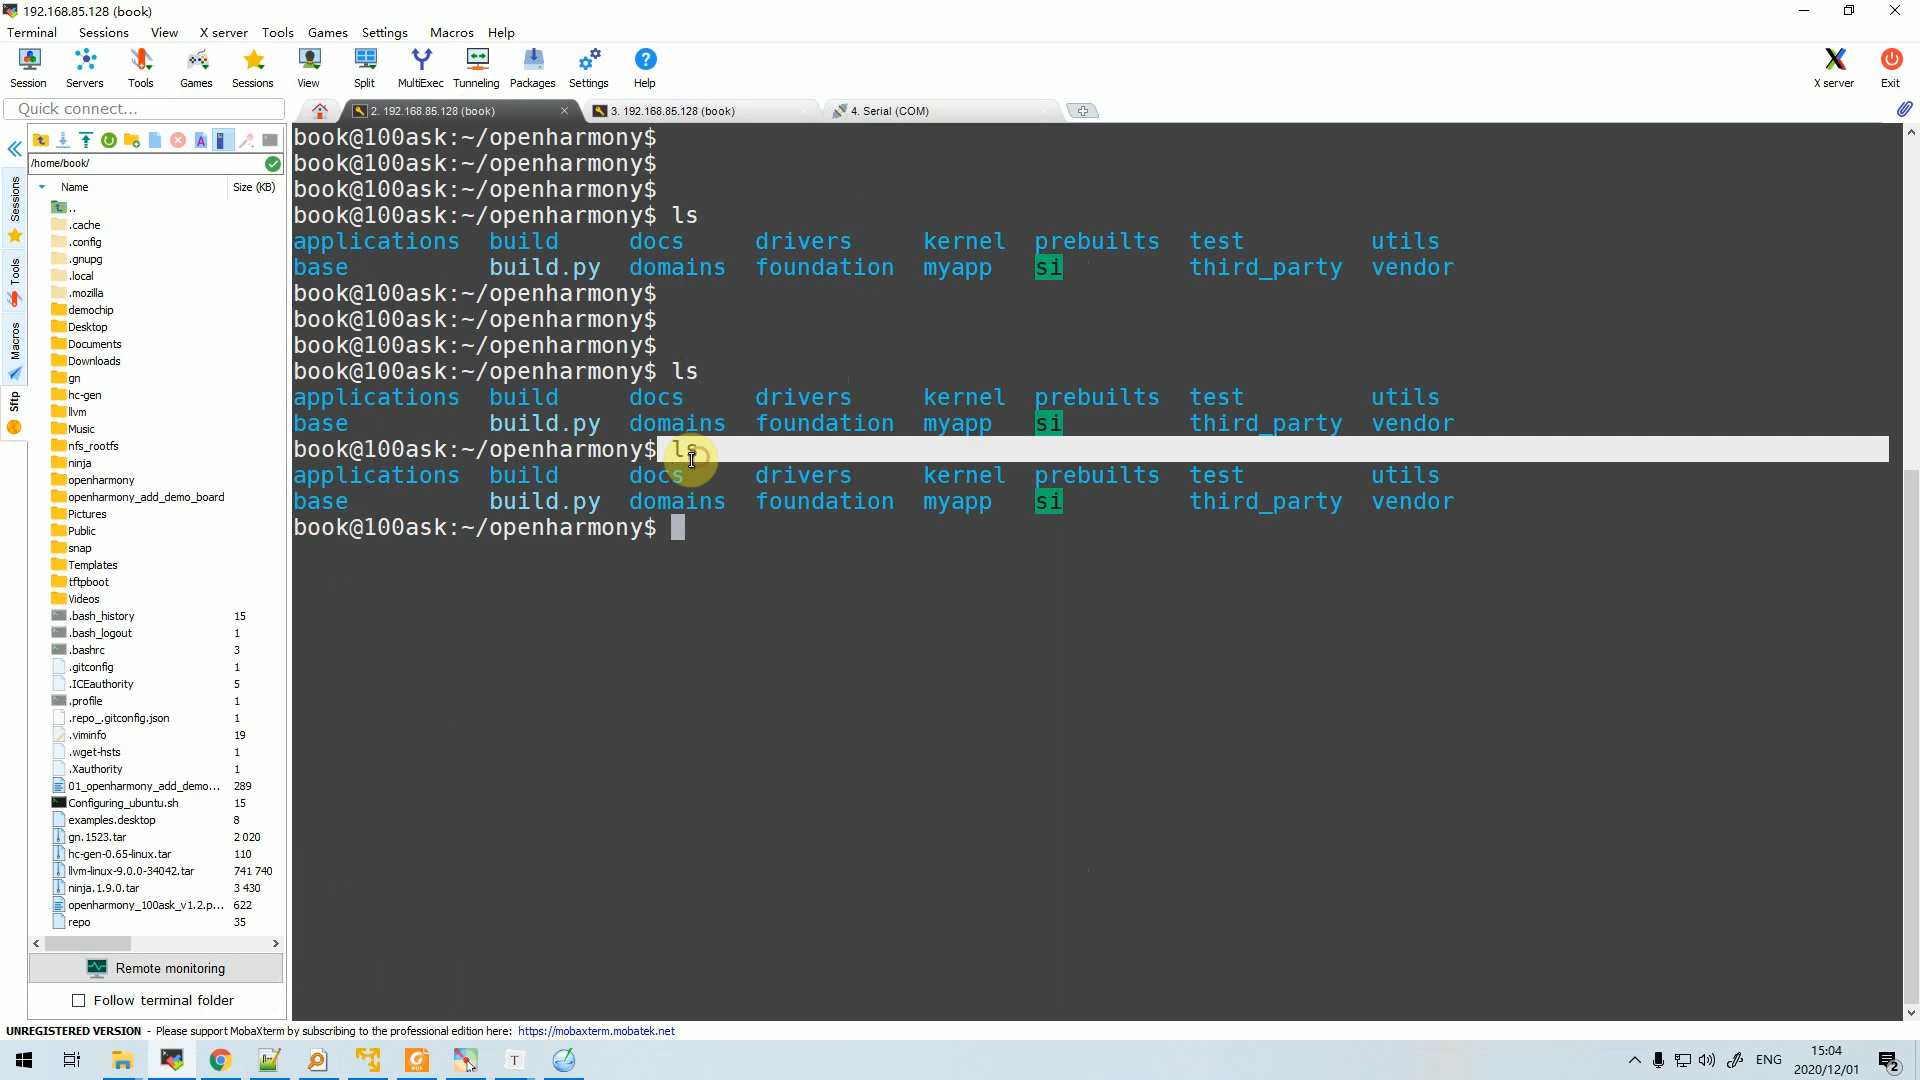 192.168.85.128 (book)
Terminal Sessions View X server Tools Games Settings Macros Help
Session Servers Tools Games Sessions View Split MultiExec Tunneling Packages Settings Help X server Exit
Quick connect...
2. 192.168.85.128 (book) 3. 192.168.85.128 (book) 4. Serial (COM)
/home/book/
Name Size (KB)
..
.cache
.config
.gnupg
.local
.mozilla
demochip
Desktop
Documents
Downloads
gn
hc-gen
llvm
Music
nfs_rootfs
ninja
openharmony
openharmony_add_demo_board
Pictures
Public
snap
Templates
tftpboot
Videos
.bash_history 15
.bash_logout 1
.bashrc 3
.gitconfig 1
.ICEauthority 5
.profile 1
.repo_.gitconfig.json 1
.viminfo 19
.wget-hsts 1
.Xauthority 1
01_openharmony_add_demo... 289
Configuring_ubuntu.sh 15
examples.desktop 8
gn.1523.tar 2 020
hc-gen-0.65-linux.tar 110
llvm-linux-9.0.0-34042.tar 741 740
ninja.1.9.0.tar 3 430
openharmony_100ask_v1.2.p... 622
repo 35
Remote monitoring
Follow terminal folder
Sessions
Tools
Macros
Sftp
book@100ask:~/openharmony$
book@100ask:~/openharmony$
book@100ask:~/openharmony$
book@100ask:~/openharmony$ ls
applications build docs drivers kernel prebuilts test utils
base build.py domains foundation myapp si third_party vendor
book@100ask:~/openharmony$
book@100ask:~/openharmony$
book@100ask:~/openharmony$
book@100ask:~/openharmony$ ls
applications build docs drivers kernel prebuilts test utils
base build.py domains foundation myapp si third_party vendor
book@100ask:~/openharmony$ ls
applications build docs drivers kernel prebuilts test utils
base build.py domains foundation myapp si third_party vendor
book@100ask:~/openharmony$
UNREGISTERED VERSION - Please support MobaXterm by subscribing to the professional edition here: https://mobaxterm.mobatek.net
ENG
15:04
2020/12/01
2